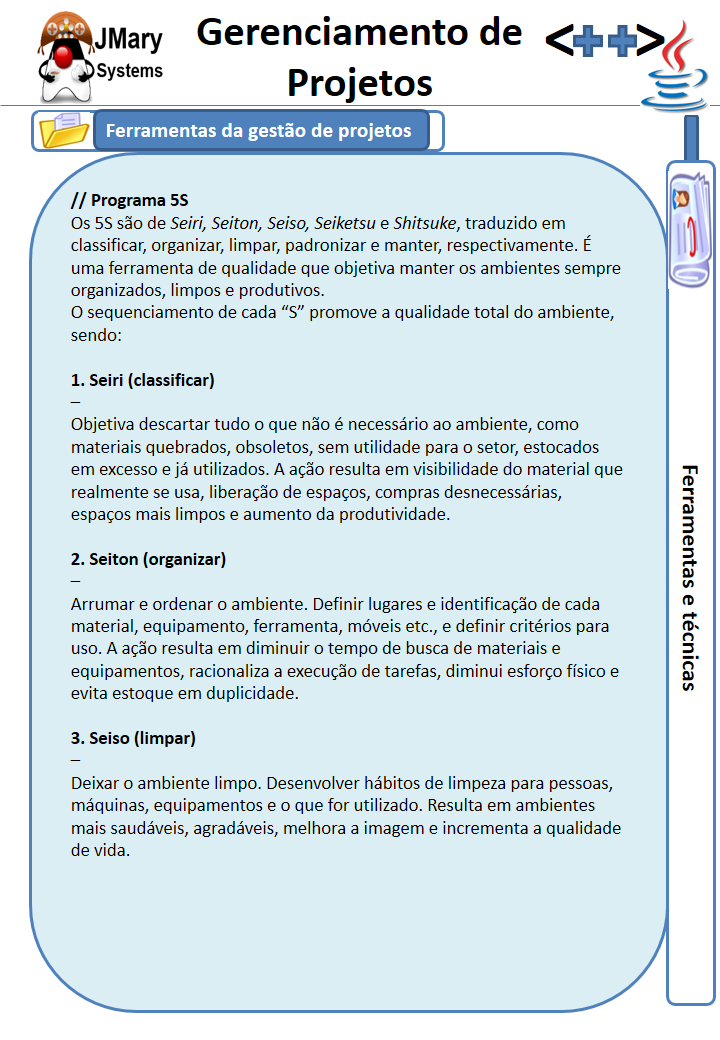 JMary
Systems
Gerenciamento de
Projetos
<++>
Ferramentas da gestão de projetos
// Programa 5S
Os 5S são de Seiri, Seiton, Seiso, Seiketsu e Shitsuke, traduzido em
classificar, organizar, limpar, padronizar e manter, respectivamente. É
uma ferramenta de qualidade que objetiva manter os ambientes sempre
organizados, limpos e produtivos.
O sequenciamento de cada “S” promove a qualidade total do ambiente,
sendo:
1. Seiri (classificar)
–
Objetiva descartar tudo o que não é necessário ao ambiente, como
materiais quebrados, obsoletos, sem utilidade para o setor, estocados
em excesso e já utilizados. A ação resulta em visibilidade do material que
realmente se usa, liberação de espaços, compras desnecessárias,
espaços mais limpos e aumento da produtividade.
2. Seiton (organizar)
–
Arrumar e ordenar o ambiente. Definir lugares e identificação de cada
material, equipamento, ferramenta, móveis etc., e definir critérios para
uso. A ação resulta em diminuir o tempo de busca de materiais e
equipamentos, racionaliza a execução de tarefas, diminui esforço físico e
evita estoque em duplicidade.
3. Seiso (limpar)
–
Deixar o ambiente limpo. Desenvolver hábitos de limpeza para pessoas,
máquinas, equipamentos e o que for utilizado. Resulta em ambientes
mais saudáveis, agradáveis, melhora a imagem e incrementa a qualidade
de vida.
Ferramentas e técnicas